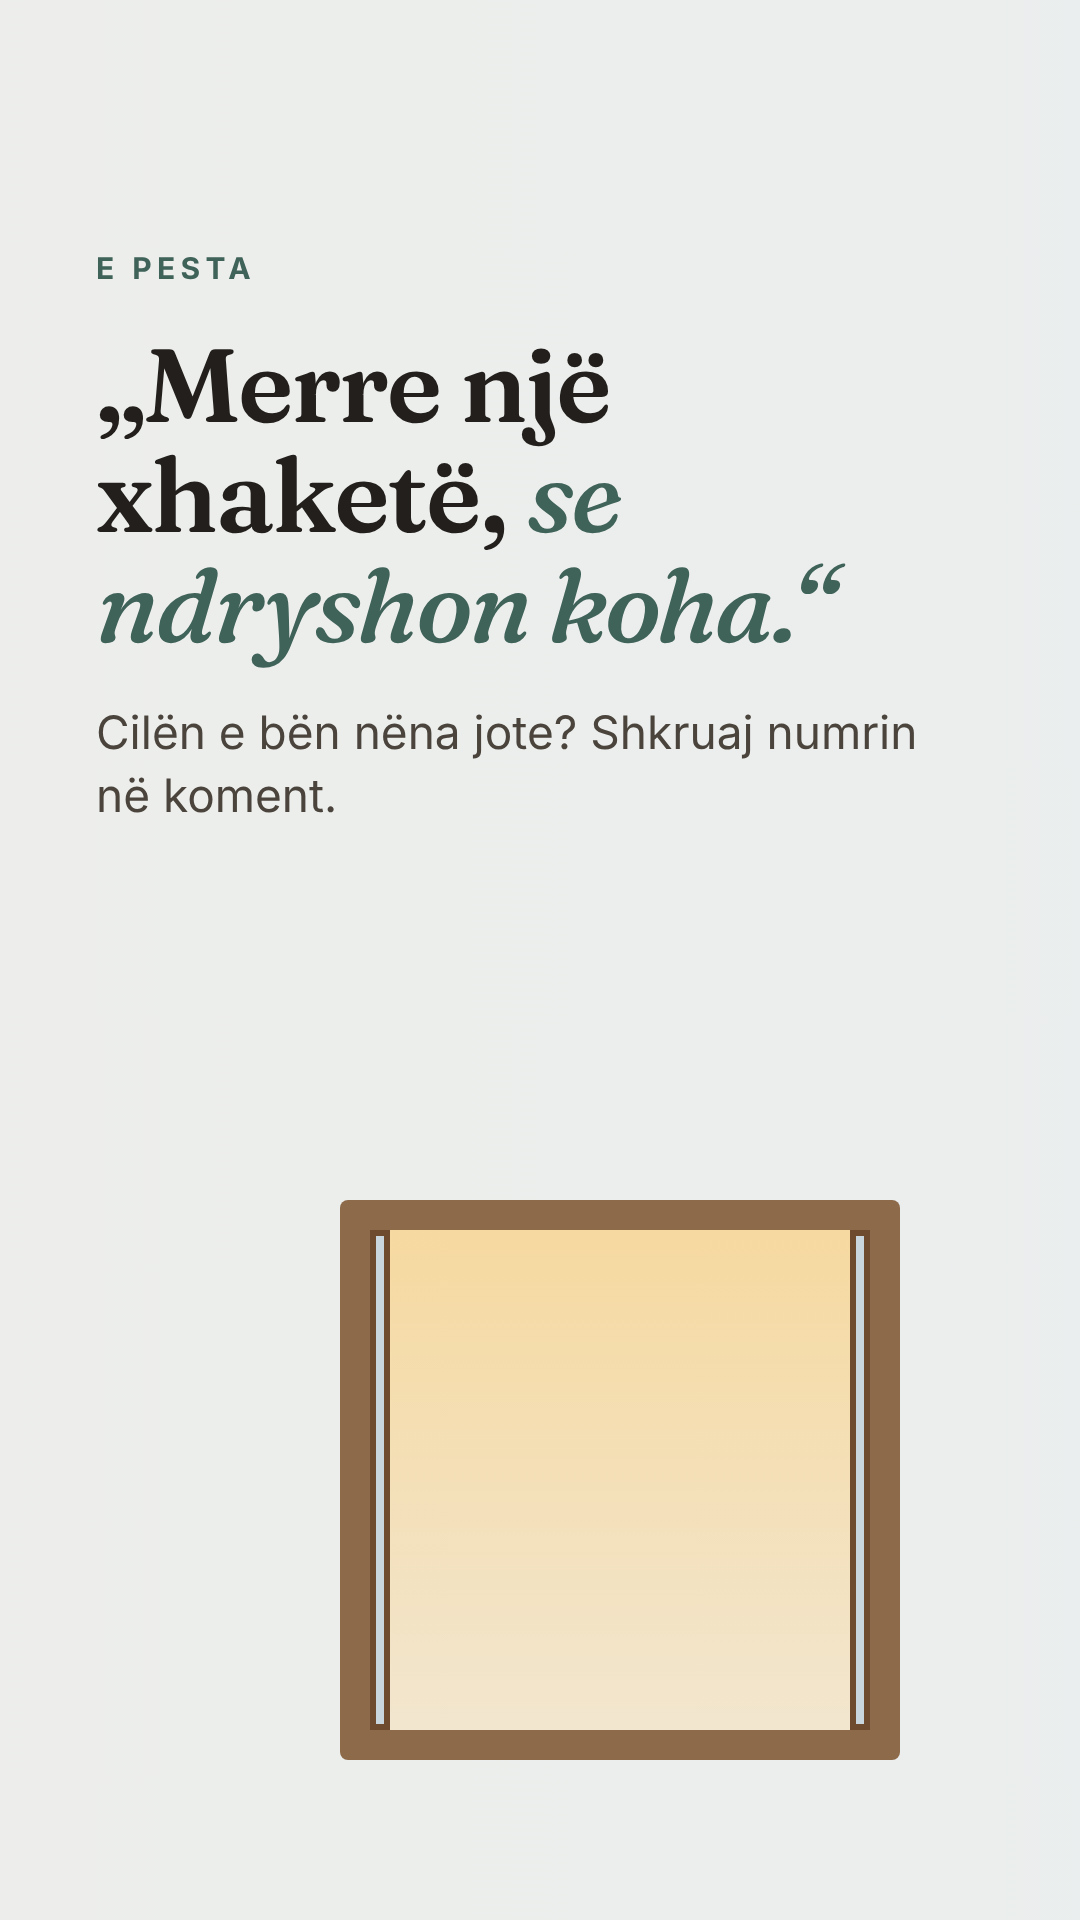 E PESTA
„Merre një
xhaketë, se
ndryshon koha.“
Cilën e bën nëna jote? Shkruaj numrin
në koment.